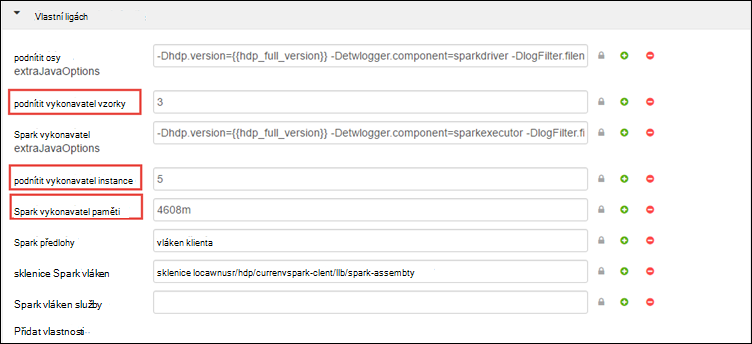 Vlastní ligách
podnítit osy
extraJavaOptions
-Dhdp.version={{hdp_full_version}} -Detwlogger.component=sparkdriver -DlogFilter.filen
podnítit vykonavatel vzorky
3
Spark vykonavatel
extraJavaOptions
-Dhdp.version={{hdp_full_version}} -Detwlogger.component=sparkexecutor -DlogFilter.fi
podnítit vykonavatel instance
5
Spark vykonavatel paměti
4608m
Spark předlohy
vláken klienta
sklenice Spark vláken
sklenice locawnusr/hdp/currenvspark-clent/llb/spark-assembty
Spark vláken služby
Přidat vlastnosti